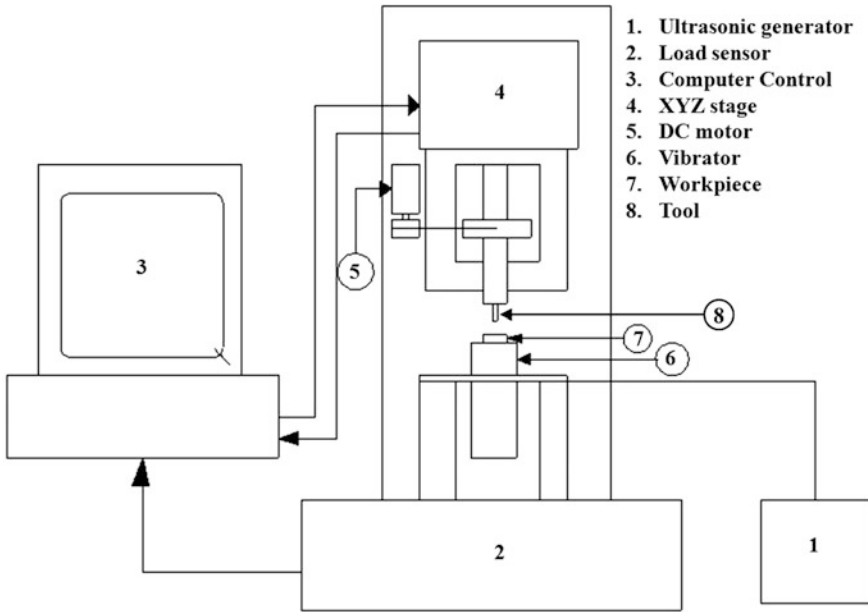 1. Ultrasonic generator
2. Load sensor
3. Computer Control
4. XYZ stage
5. DC motor
6. Vibrator
7. Workpiece
8. Tool
4
3
5
8
7
6
2
1